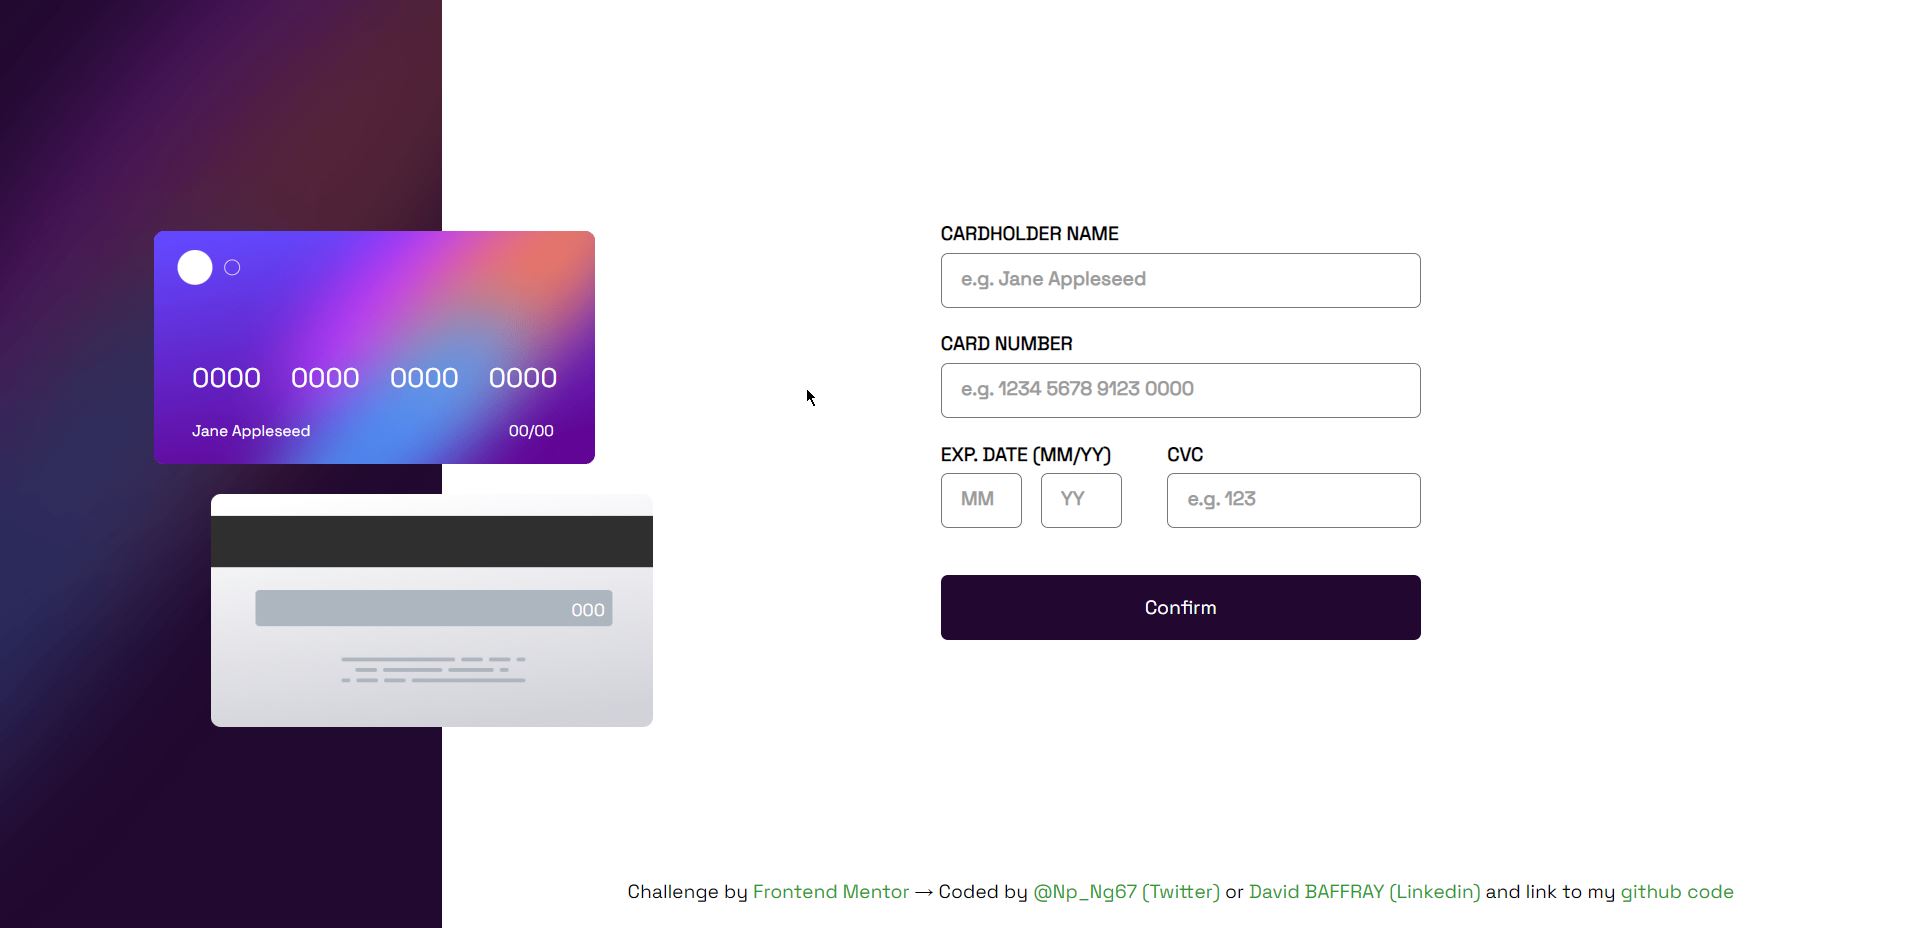 0000 0000 0000 0000
Jane Appleseed 00/00
000
CARDHOLDER NAME
e.g. Jane Appleseed
CARD NUMBER
e.g. 1234 5678 9123 0000
EXP. DATE (MM/YY) CVC
MM YY e.g. 123
Confirm
Challenge by Frontend Mentor → Coded by @Np_Ng67 (Twitter) or David BAFFRAY (Linkedin) and link to my github code